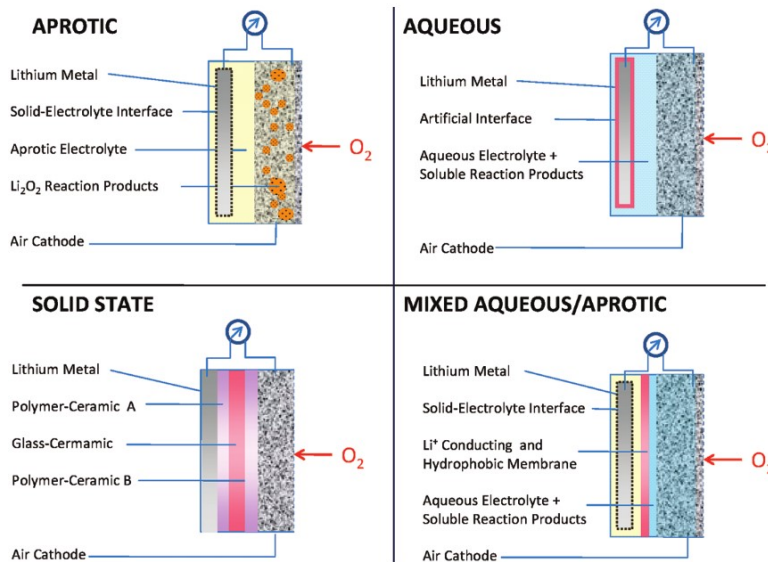 APROTIC
Lithium Metal
Solid-Electrolyte Interface
Aprotic Electrolyte
Li₂O₂ Reaction Products
Air Cathode
O₂
AQUEOUS
Lithium Metal
Artificial Interface
Aqueous Electrolyte +
Soluble Reaction Products
Air Cathode
O
SOLID STATE
Lithium Metal
Polymer-Ceramic A
Glass-Cermamic
Polymer-Ceramic B
Air Cathode
O₂
MIXED AQUEOUS/APROTIC
Lithium Metal
Solid-Electrolyte Interface
Li⁺ Conducting and
Hydrophobic Membrane
Aqueous Electrolyte +
Soluble Reaction Products
Air Cathode
O